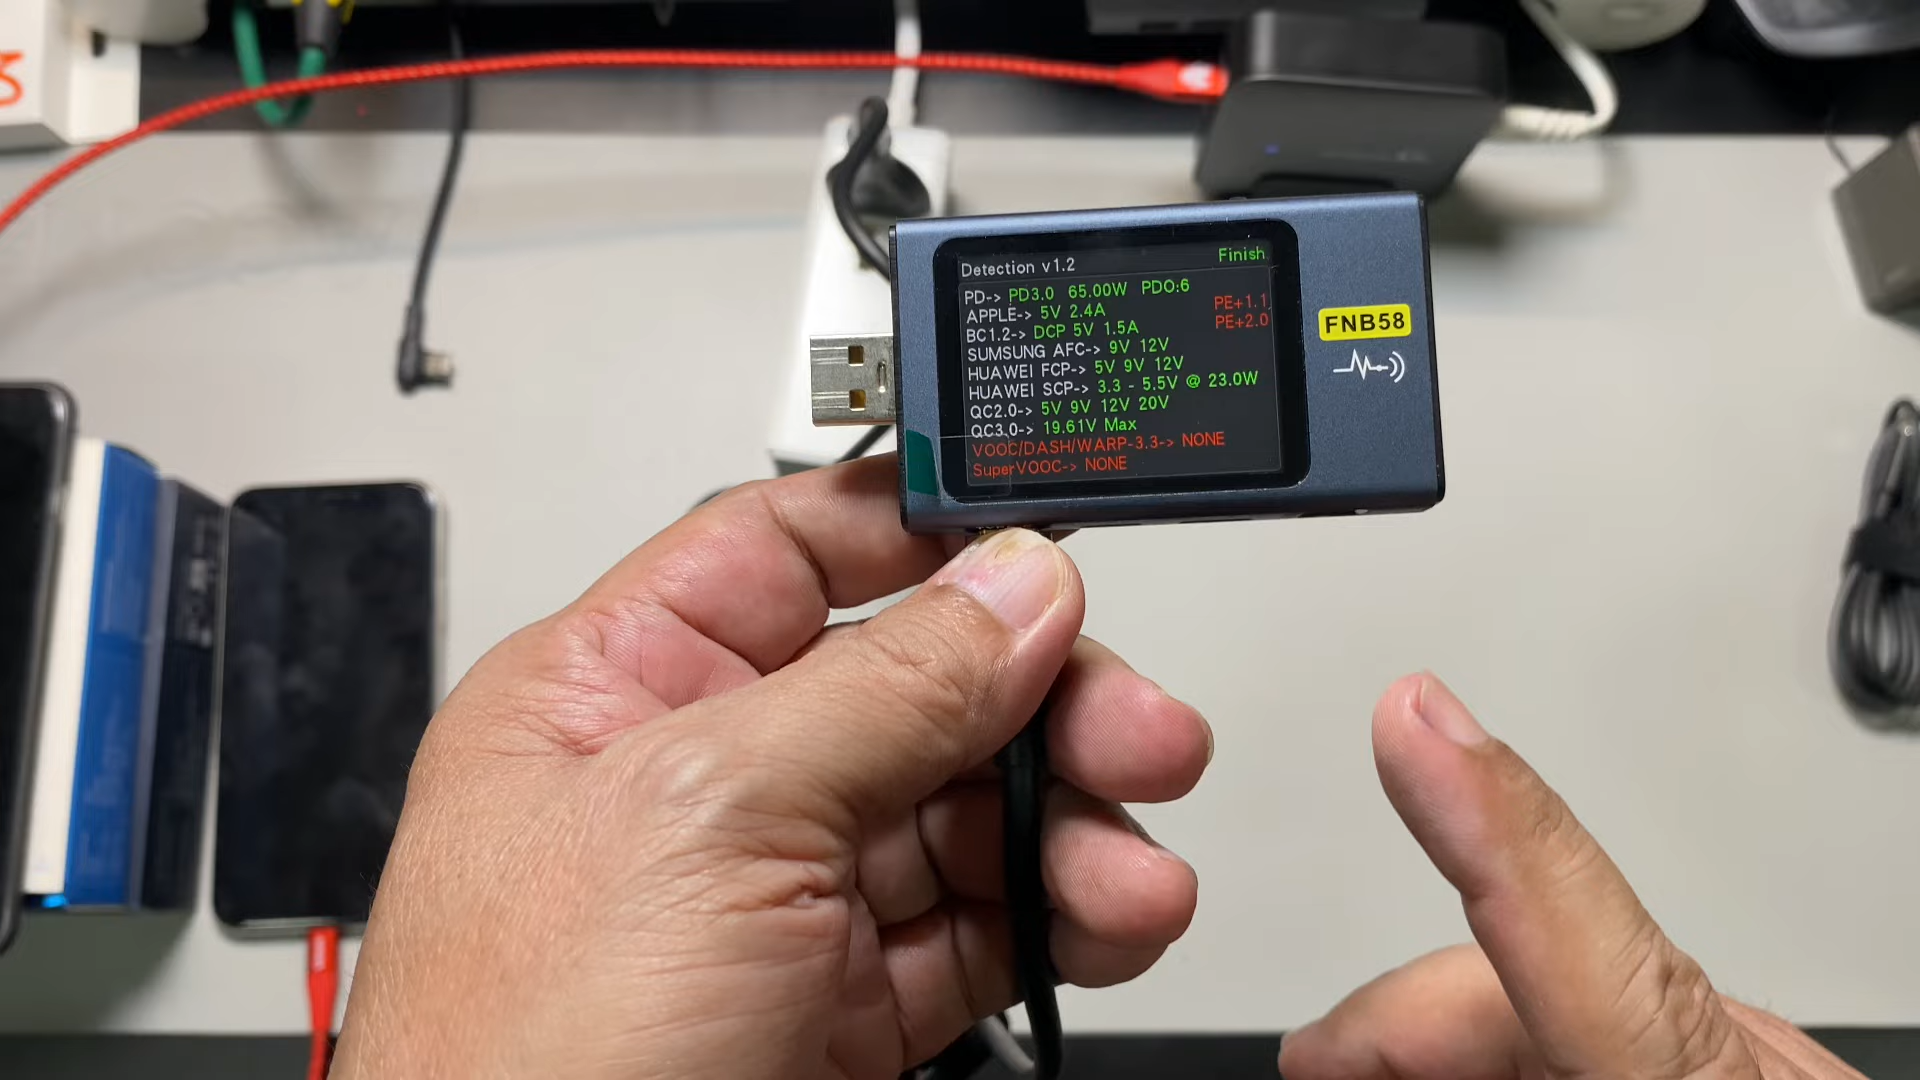 Detection v1.2 Finish
PD-> PD3.0 65.00W PDO:6
PE+1.1
APPLE-> 5V 2.4A
PE+2.0
BC1.2-> DCP 5V 1.5A
SUMSUNG AFC-> 9V 12V
HUAWEI FCP-> 5V 9V 12V
HUAWEI SCP-> 3.3 - 5.5V @ 23.0W
QC2.0-> 5V 9V 12V 20V
QC3.0-> 19.61V Max
VOOC/DASH/WARP-3.3-> NONE
SuperVOOC-> NONE
FNB58